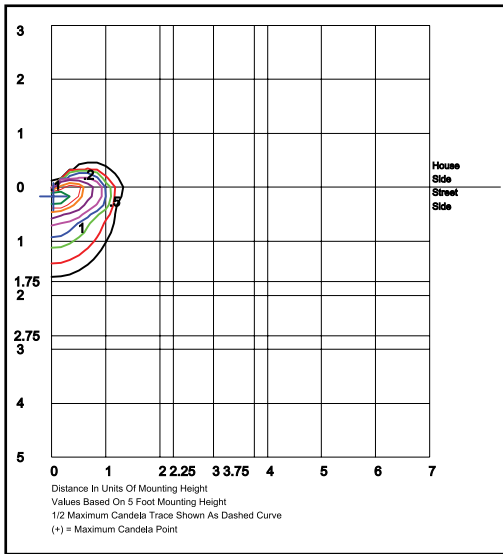 3
2
1
0
1
1.75
2
2.75
3
4
5
House
Side
Street
Side
.2
.5
1
0 1 2 2.25 3 3.75 4 5 6 7
Distance In Units Of Mounting Height
Values Based On 5 Foot Mounting Height
1/2 Maximum Candela Trace Shown As Dashed Curve
(+) = Maximum Candela Point